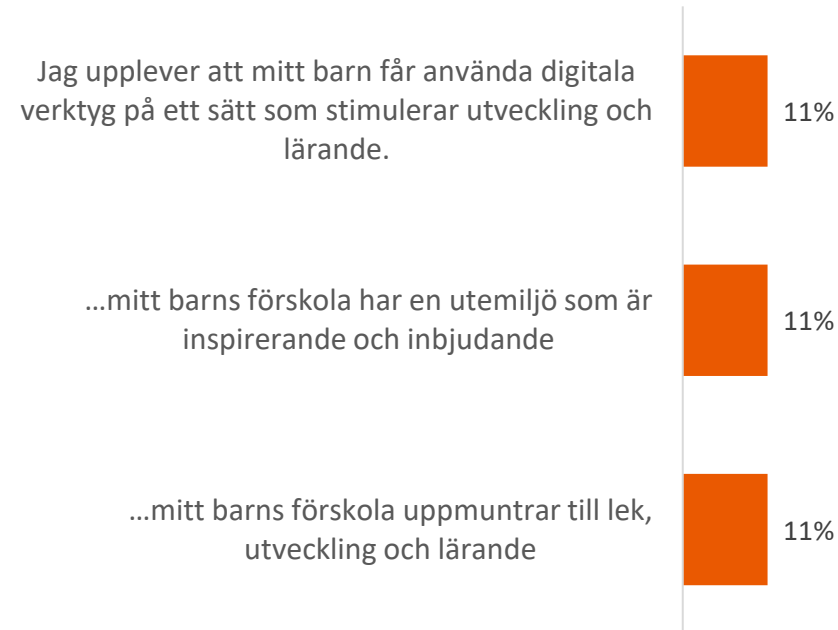 Jag upplever att mitt barn får använda digitala
verktyg på ett sätt som stimulerar utveckling och
lärande.
11%
…mitt barns förskola har en utemiljö som är
inspirerande och inbjudande
11%
…mitt barns förskola uppmuntrar till lek,
utveckling och lärande
11%